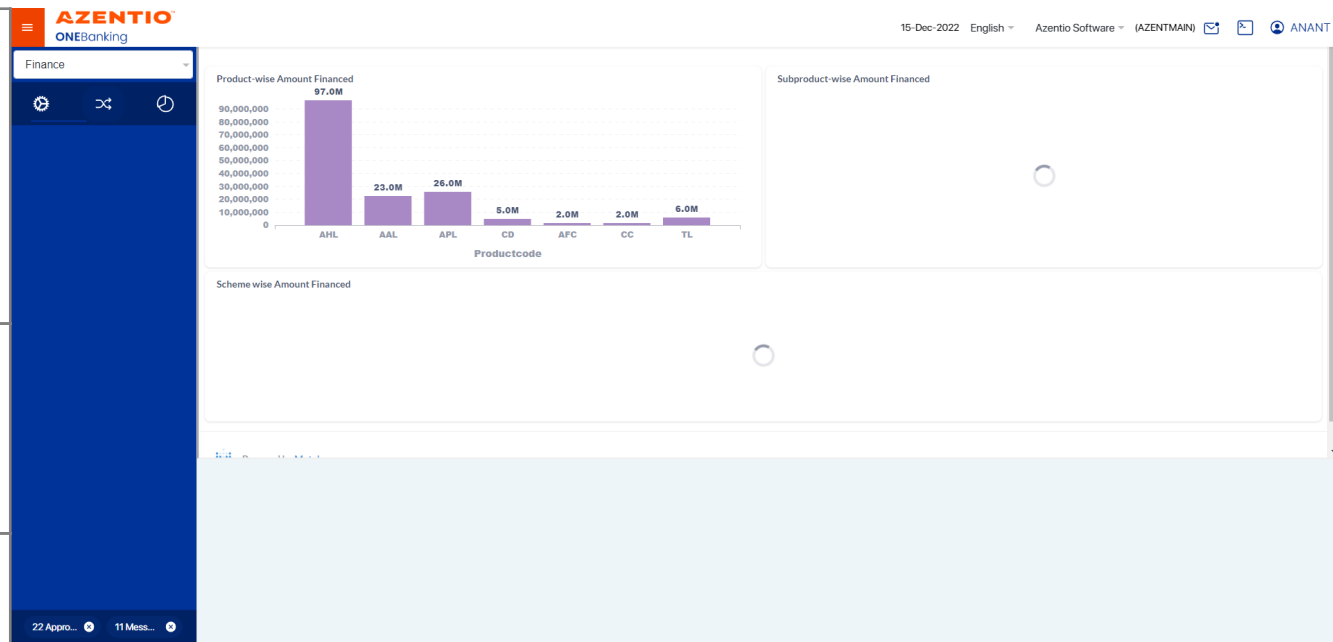 AZENTIO
ONEBanking
15-Dec-2022 English Azentio Software (AZENTMAIN) ANANT
Finance
Product-wise Amount Financed
97.0M
90,000,000
80,000,000
70,000,000
60,000,000
50,000,000
40,000,000
30,000,000
20,000,000
10,000,000
0
23.0M
26.0M
5.0M
2.0M
2.0M
6.0M
AHL AAL APL CD AFC CC TL
Productcode
Subproduct-wise Amount Financed
Scheme wise Amount Financed
22 Appro... 11 Mess...